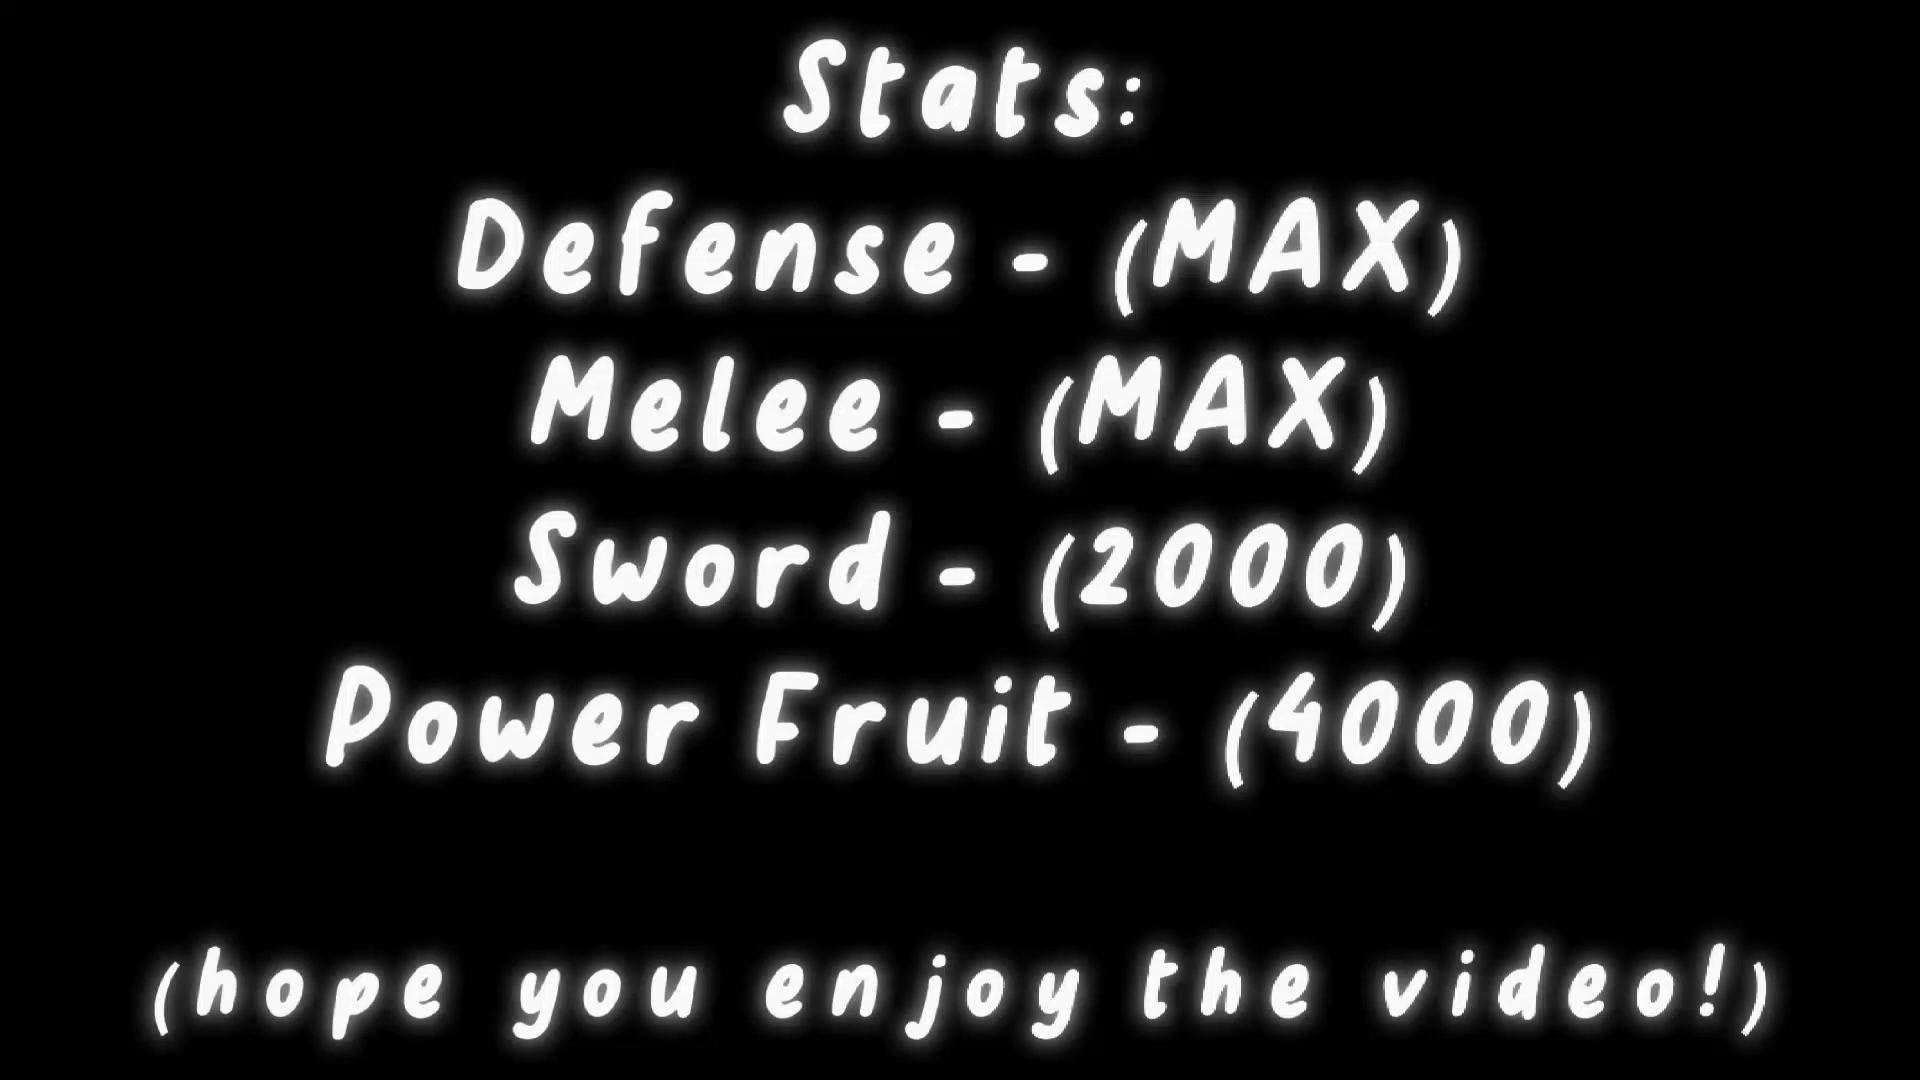 Stats:
Defense - (MAX)
Melee - (MAX)
Sword - (2000)
Power Fruit - (4000)
(hope you enjoy the video!)